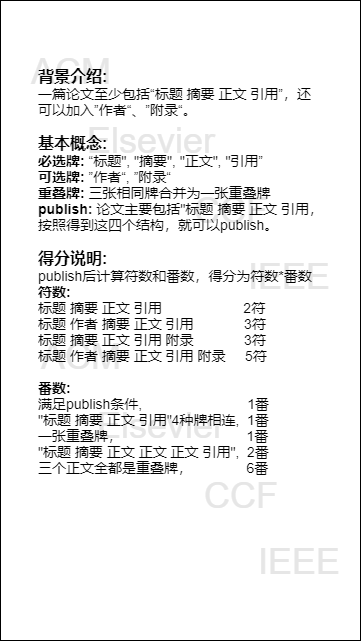 ACM
背景介绍:
一篇论文至少包括“标题 摘要 正文 引用”，还
可以加入”作者“、”附录“。
Elsevier
基本概念:
必选牌: “标题", "摘要", "正文", "引用”
可选牌: ”作者“, ”附录“
重叠牌: 三张相同牌合并为一张重叠牌
publish: 论文主要包括"标题 摘要 正文 引用，
按照得到这四个结构，就可以publish。
得分说明:
IEEE
publish后计算符数和番数，得分为符数*番数
符数:
标题 摘要 正文 引用 2符
标题 作者 摘要 正文 引用 3符
标题 摘要 正文 引用 附录 3符
标题 作者 摘要 正文 引用 附录 5符
ACM
番数:
满足publish条件, 1番
"标题 摘要 正文 引用"4种牌相连, 1番
Elsevier
一张重叠牌， 1番
"标题 摘要 正文 正文 正文 引用", 2番
三个正文全都是重叠牌， 6番
CCF
IEEE